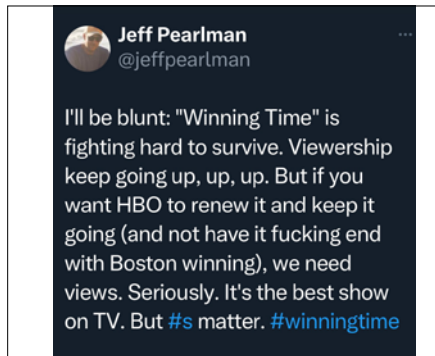 Jeff Pearlman
@jeffpearlman
I'll be blunt: "Winning Time" is
fighting hard to survive. Viewership
keep going up, up, up. But if you
want HBO to renew it and keep it
going (and not have it fucking end
with Boston winning), we need
views. Seriously. It's the best show
on TV. But #s matter. #winningtime